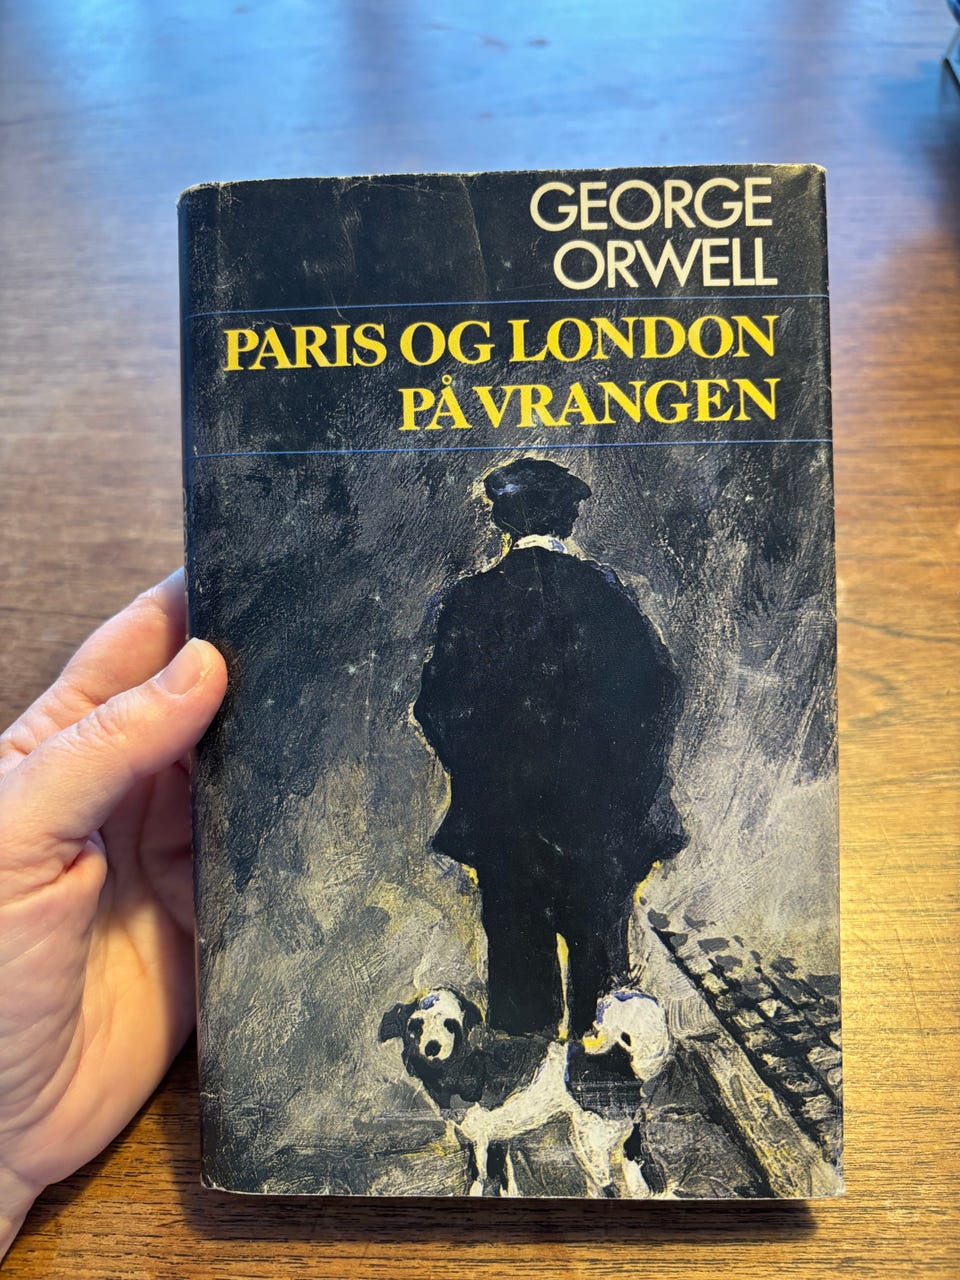 GEORGE
ORWELL
PARIS OG LONDON
PÅ VRANGEN